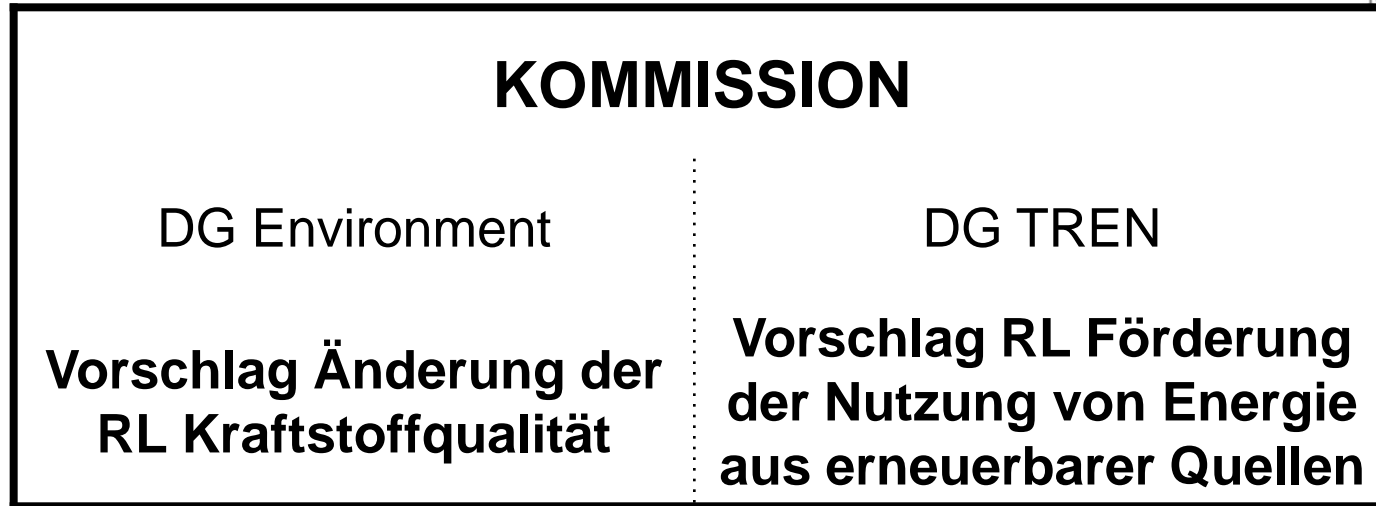 KOMMISSION
DG Environment
Vorschlag Änderung der
RL Kraftstoffqualität
DG TREN
Vorschlag RL Förderung
der Nutzung von Energie
aus erneuerbarer Quellen